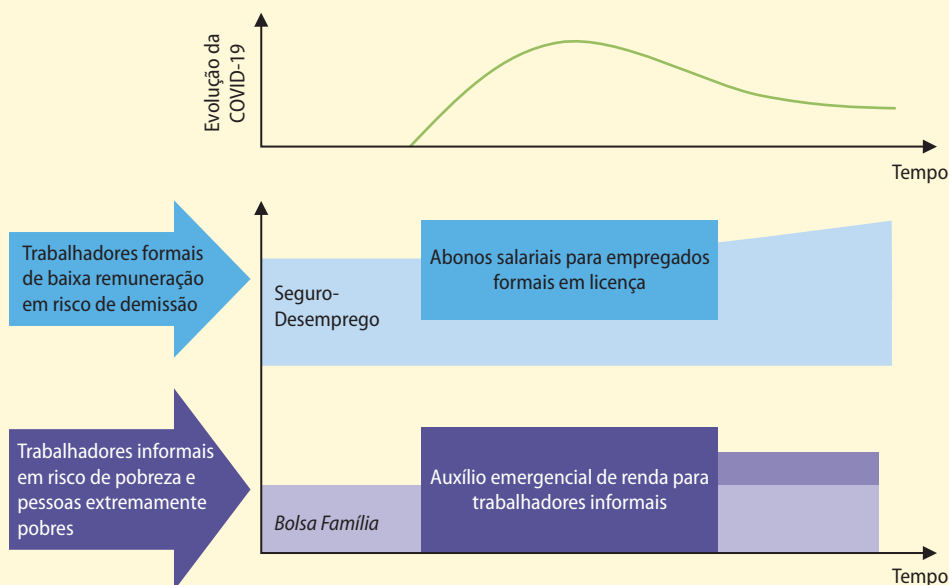 Evolução da
COVID-19
Tempo
Trabalhadores formais
de baixa remuneração
em risco de demissão
Seguro-
Desemprego
Abonos salariais para empregados
formais em licença
Trabalhadores informais
em risco de pobreza e
pessoas extremamente
pobres
Bolsa Família
Auxílio emergencial de renda para
trabalhadores informais
Tempo